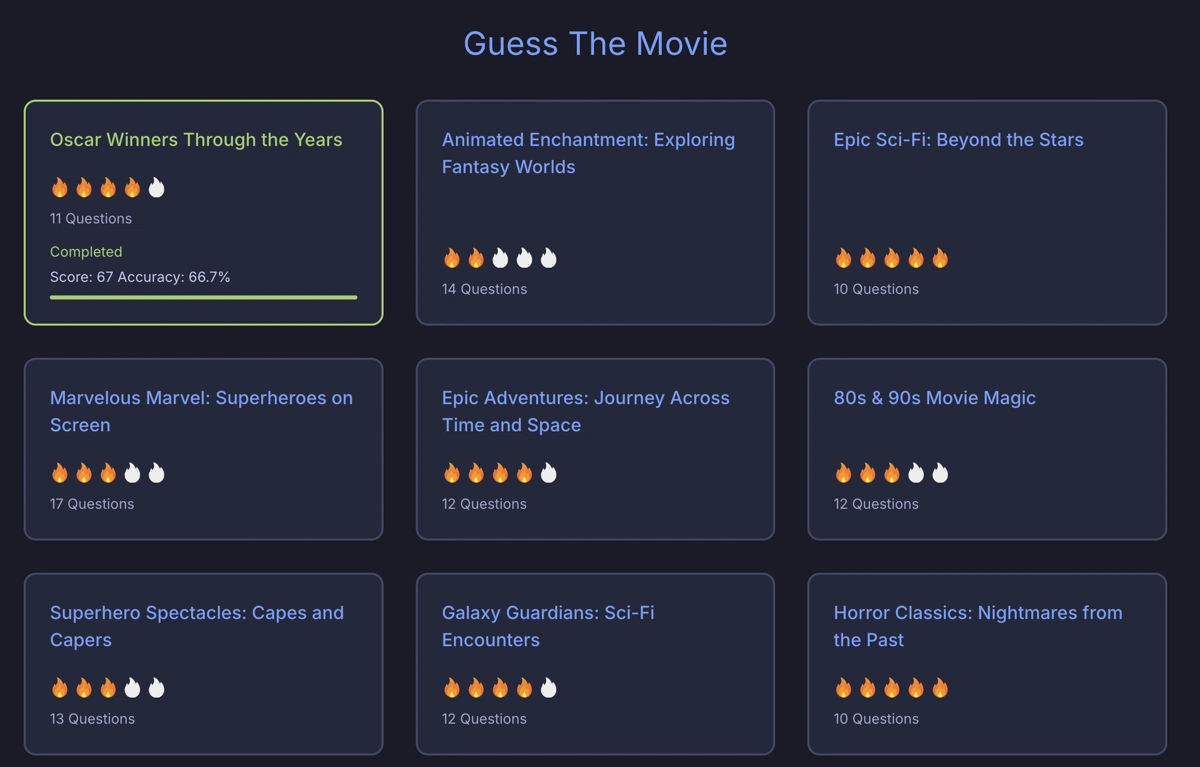 Guess The Movie
Oscar Winners Through the Years
11 Questions
Completed
Score: 67 Accuracy: 66.7%
Animated Enchantment: Exploring
Fantasy Worlds
14 Questions
Epic Sci-Fi: Beyond the Stars
10 Questions
Marvelous Marvel: Superheroes on
Screen
17 Questions
Epic Adventures: Journey Across
Time and Space
12 Questions
80s & 90s Movie Magic
12 Questions
Superhero Spectacles: Capes and
Capers
13 Questions
Galaxy Guardians: Sci-Fi
Encounters
12 Questions
Horror Classics: Nightmares from
the Past
10 Questions